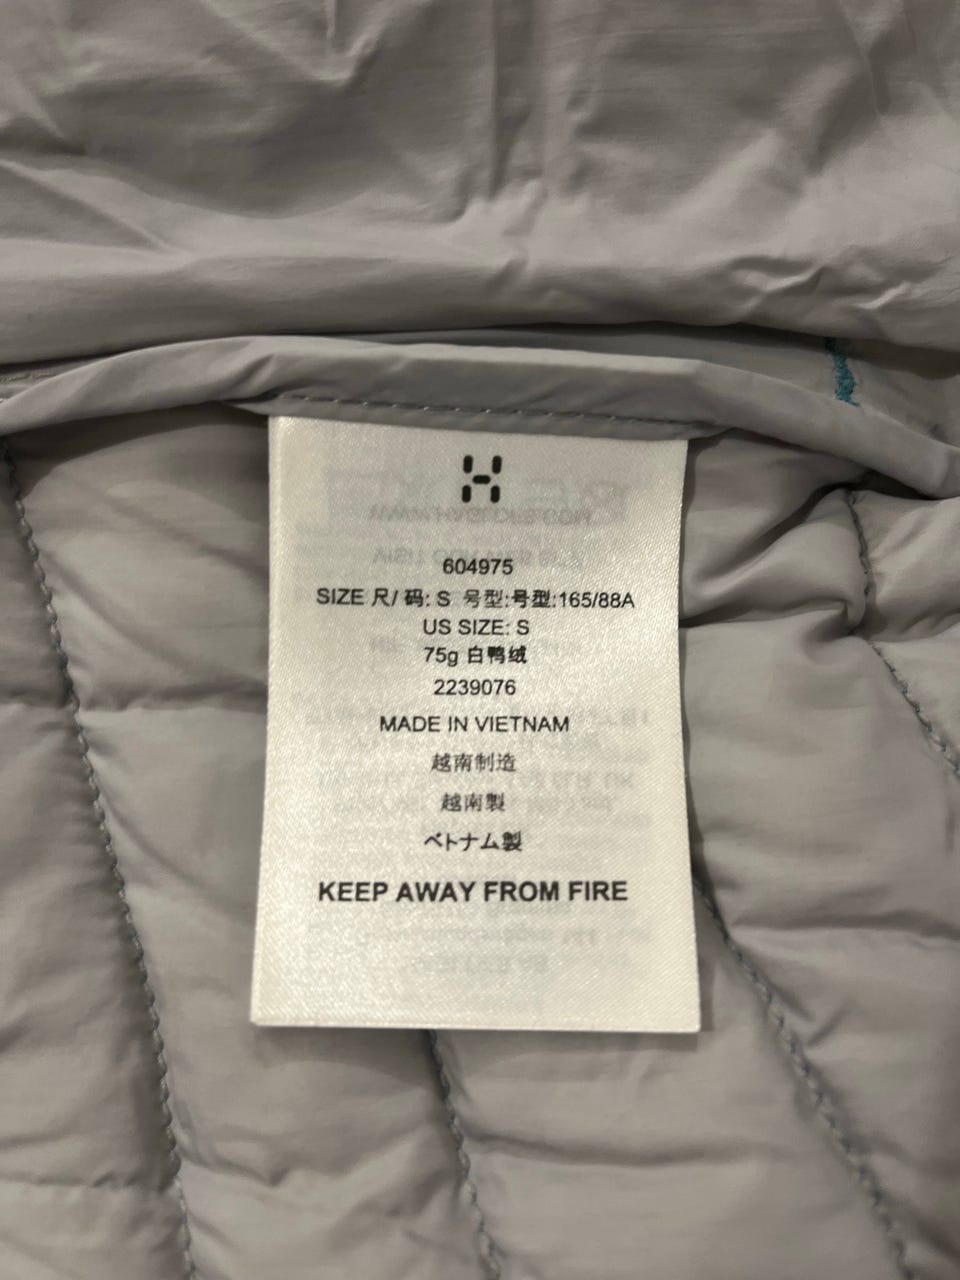 604975
SIZE 尺/ 码: S 号型:号型:165/88A
US SIZE: S
75g 白鸭绒
2239076
MADE IN VIETNAM
越南制造
越南製
ベトナム製
KEEP AWAY FROM FIRE